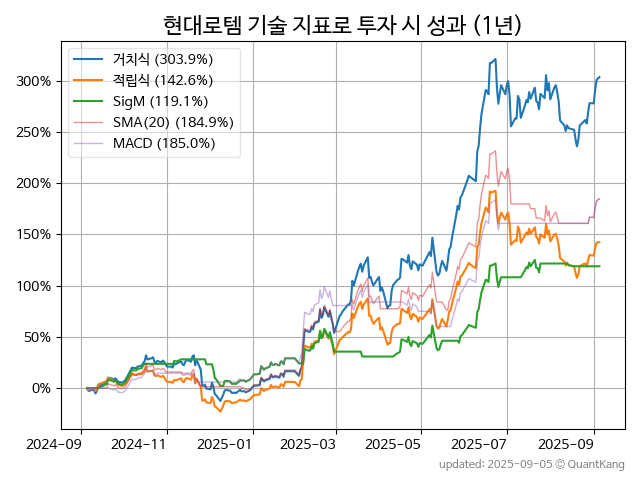 현대로템 기술 지표로 투자 시 성과 (1년)
거치식 (303.9%)
적립식 (142.6%)
SigM (119.1%)
SMA(20) (184.9%)
MACD (185.0%)
300%
250%
200%
150%
100%
50%
0%
2024-09 2024-11 2025-01 2025-03 2025-05 2025-07 2025-09
updated: 2025-09-05 © QuantKang